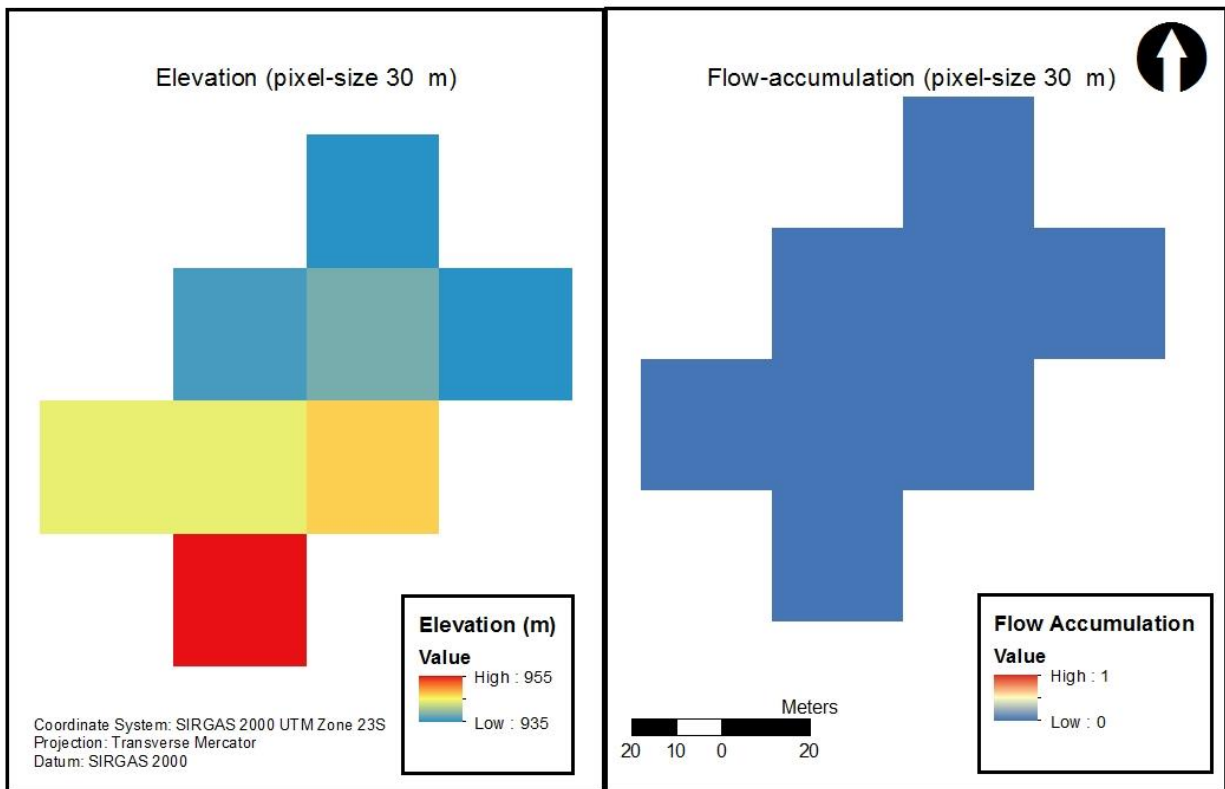 Elevation (pixel-size 30 m)
Elevation (m)
Value
High : 955
Low : 935
Coordinate System: SIRGAS 2000 UTM Zone 23S
Projection: Transverse Mercator
Datum: SIRGAS 2000
Flow-accumulation (pixel-size 30 m)
Flow Accumulation
Value
High : 1
Low : 0
Meters
20 10 0 20